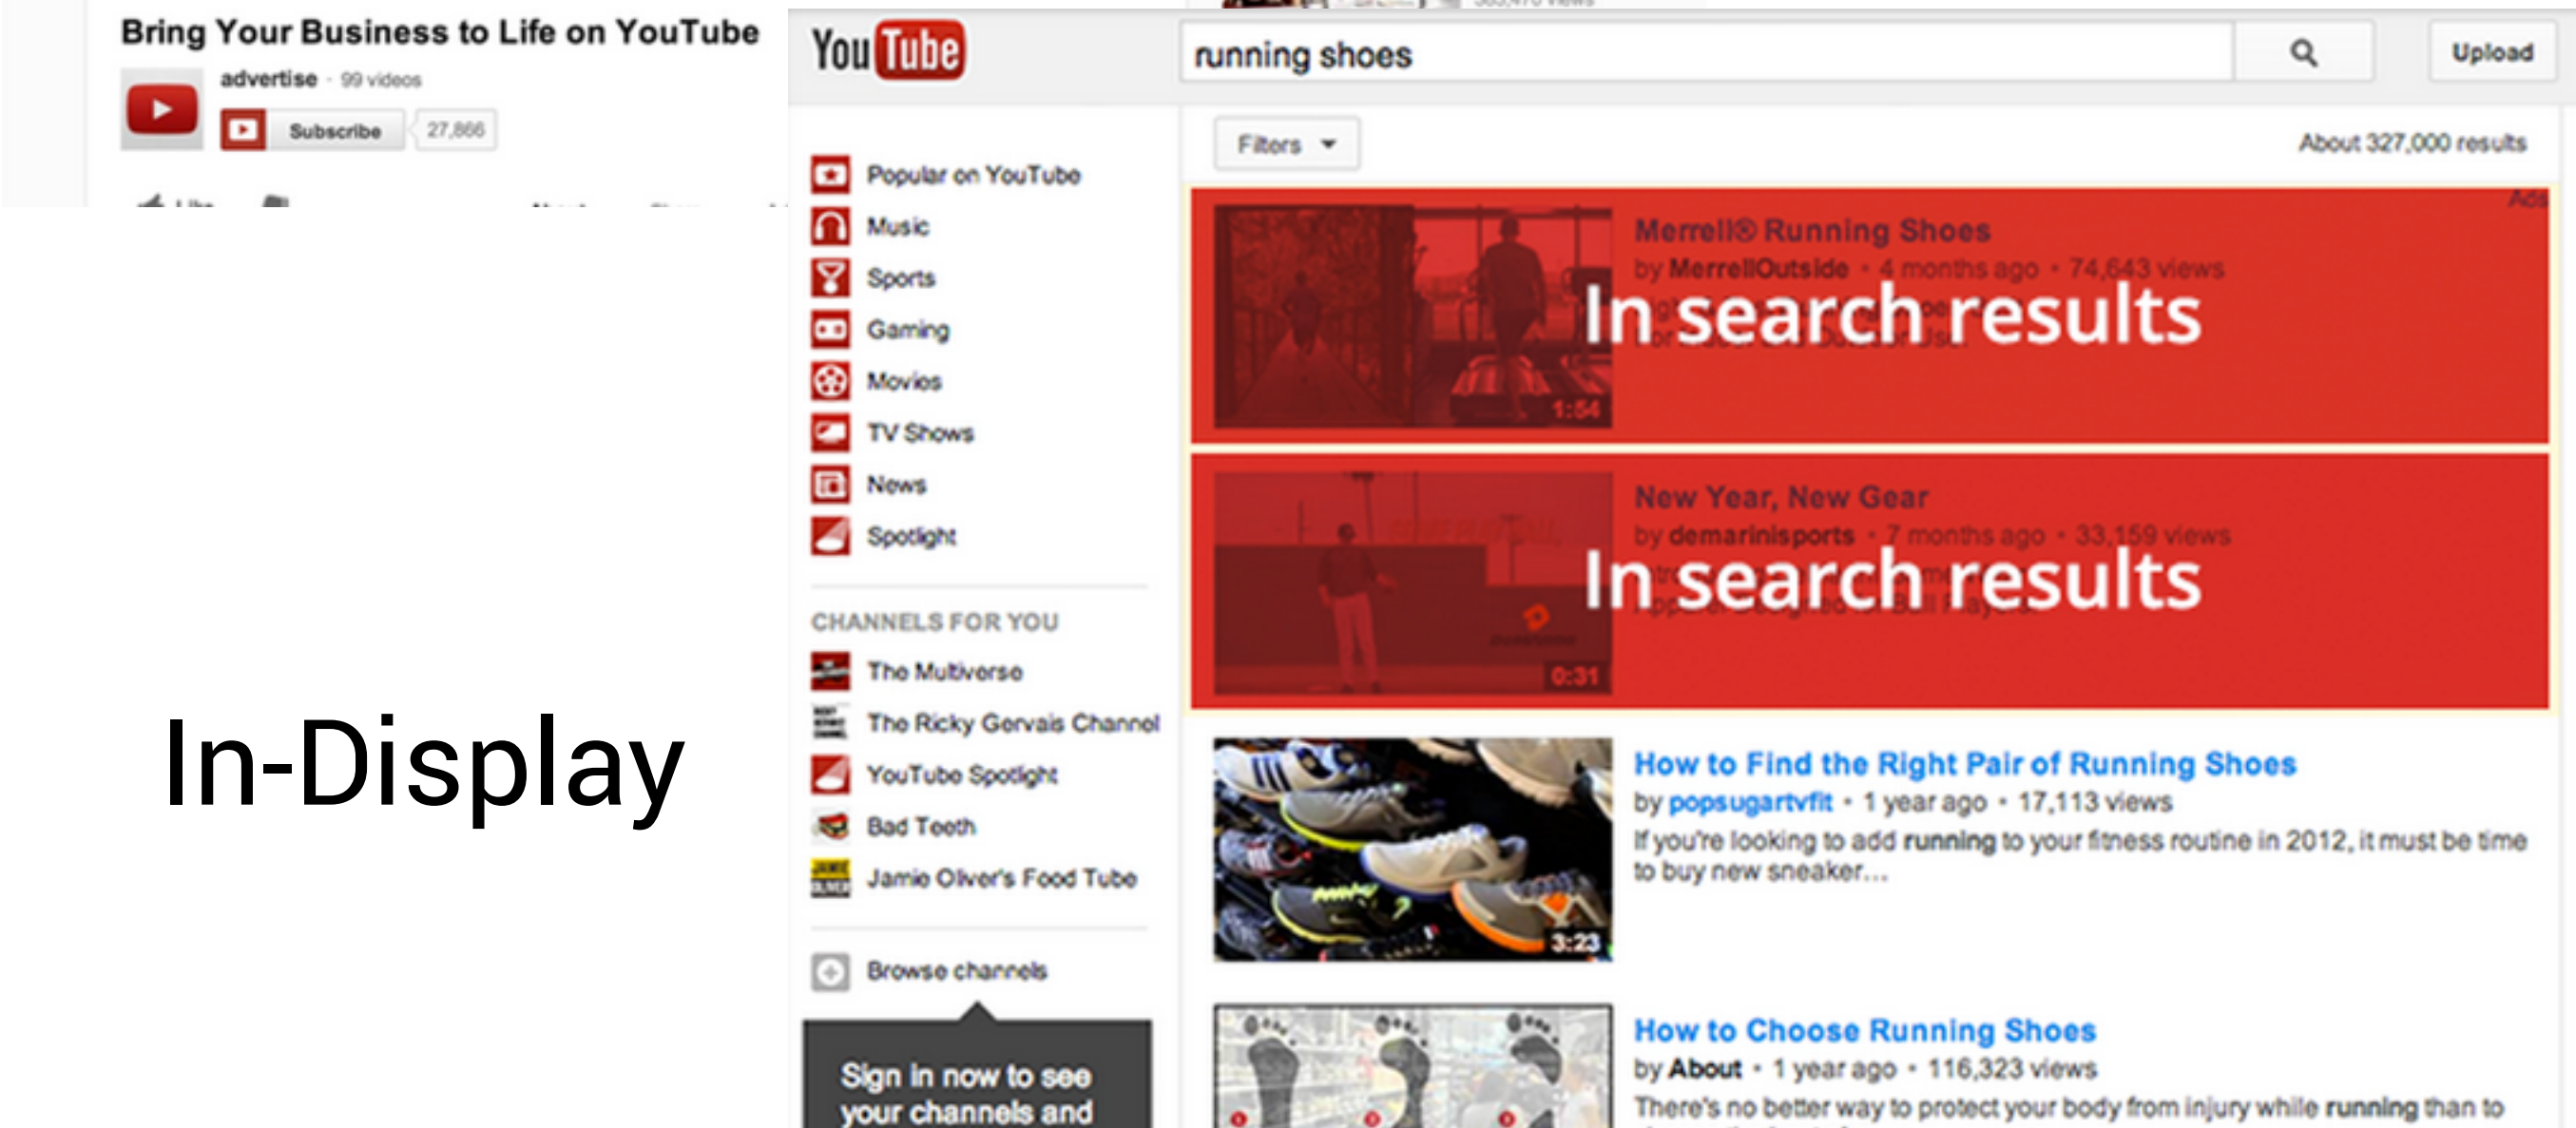 Bring Your Business to Life on YouTube
advertise · 99 videos
Subscribe 27,866
In-Display
YouTube
running shoes
Upload
Popular on YouTube
Music
Sports
Gaming
Movies
TV Shows
News
Spotlight
CHANNELS FOR YOU
The Multiverse
The Ricky Gervais Channel
YouTube Spotlight
Bad Teeth
Jamie Oliver's Food Tube
Browse channels
Sign in now to see
your channels and
Filters
About 327,000 results
Ads
Merrell® Running Shoes
by MerrellOutside • 4 months ago • 74,643 views
In search results
1:54
New Year, New Gear
by demarinisports • 7 months ago • 33,159 views
In search results
0:31
How to Find the Right Pair of Running Shoes
by popsugartvfit • 1 year ago • 17,113 views
If you're looking to add running to your fitness routine in 2012, it must be time
to buy new sneaker...
3:23
How to Choose Running Shoes
by About • 1 year ago • 116,323 views
There's no better way to protect your body from injury while running than to